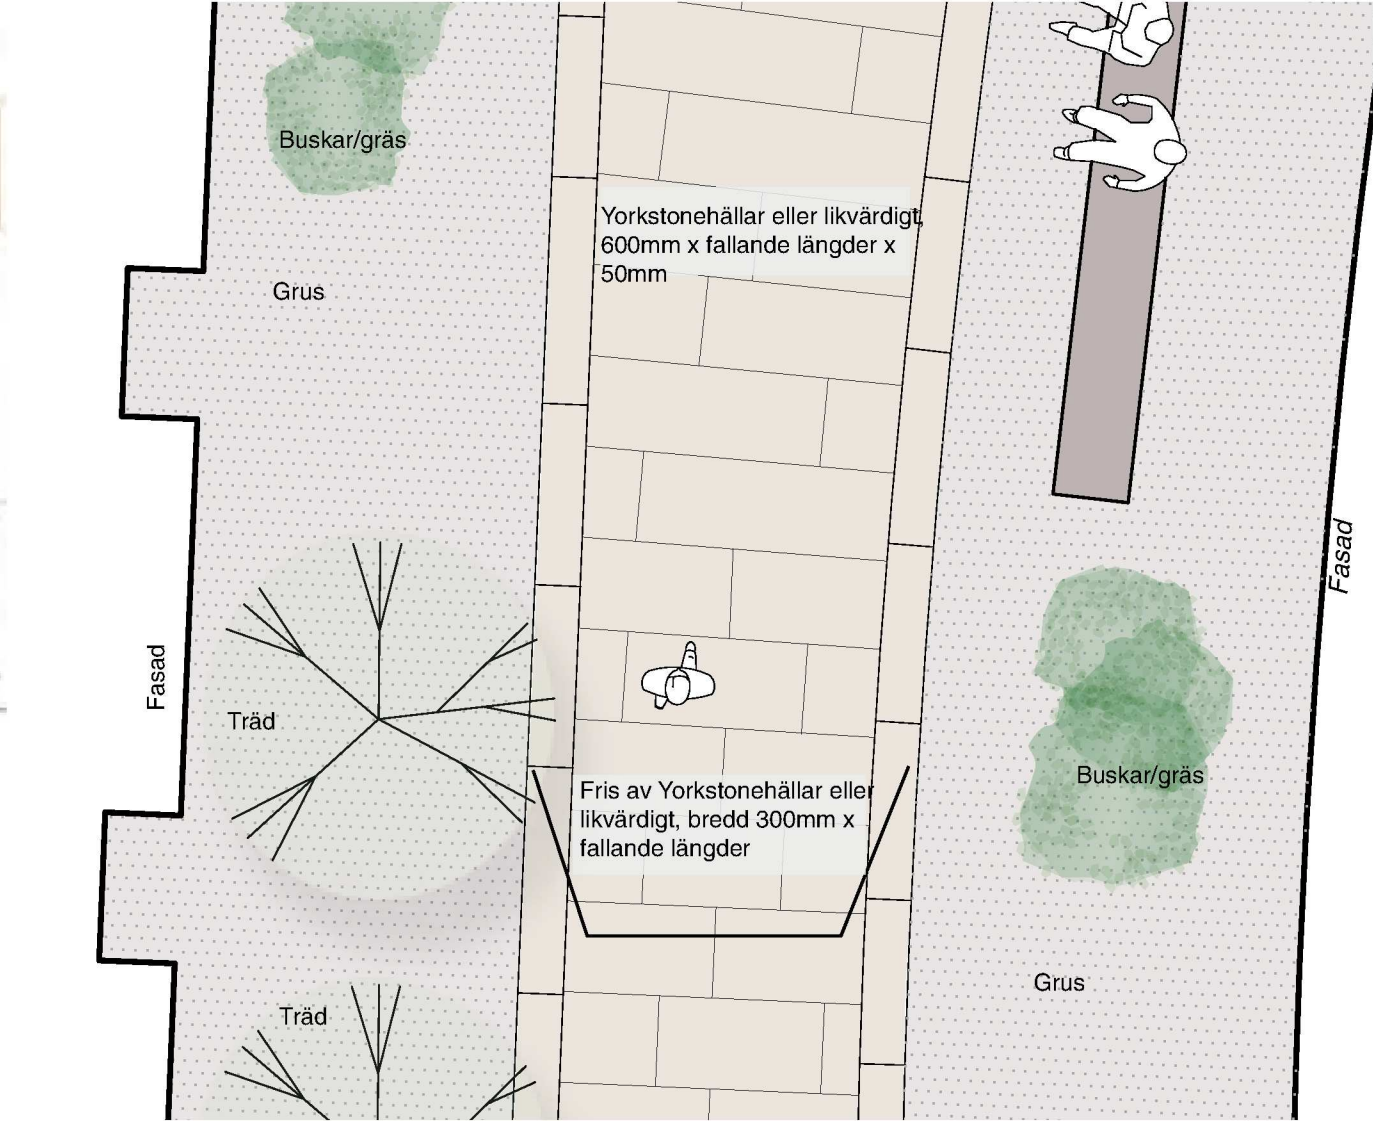 Buskar/gräs
Yorkstonehällar eller likvärdigt,
600mm x fallande längder x
50mm
Grus
Fasad
Fasad
Träd
Buskar/gräs
Fris av Yorkstonehällar eller
likvärdigt, bredd 300mm x
fallande längder
Grus
Träd